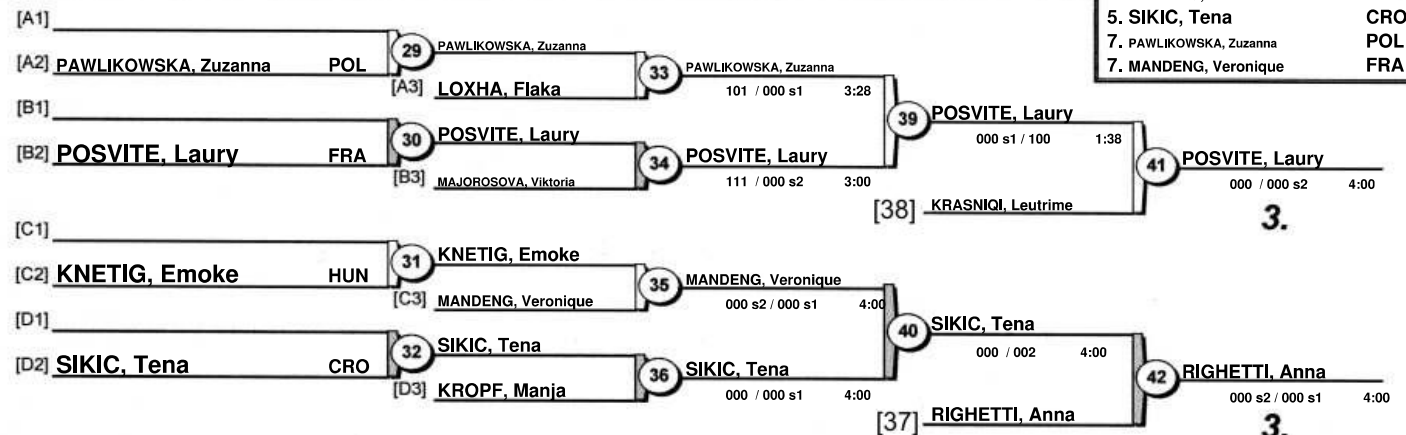 5. SIKIC, Tena CRO
7. PAWLIKOWSKA, Zuzanna POL
7. MANDENG, Veronique FRA
[A1]
[A2] PAWLIKOWSKA, Zuzanna POL
29
PAWLIKOWSKA, Zuzanna
[A3] LOXHA, Flaka
33
PAWLIKOWSKA, Zuzanna
101 / 000 s1 3:28
[B1]
[B2] POSVITE, Laury FRA
30
POSVITE, Laury
[B3] MAJOROSOVA, Viktoria
34
POSVITE, Laury
111 / 000 s2 3:00
39
POSVITE, Laury
000 s1 / 100 1:38
[38] KRASNIQI, Leutrime
41
POSVITE, Laury
000 / 000 s2 4:00
3.
[C1]
[C2] KNETIG, Emoke HUN
31
KNETIG, Emoke
[C3] MANDENG, Veronique
35
MANDENG, Veronique
000 s2 / 000 s1 4:00
[D1]
[D2] SIKIC, Tena CRO
32
SIKIC, Tena
[D3] KROPF, Manja
36
SIKIC, Tena
000 / 000 s1 4:00
40
SIKIC, Tena
000 / 002 4:00
[37] RIGHETTI, Anna
42
RIGHETTI, Anna
000 s2 / 000 s1 4:00
3.